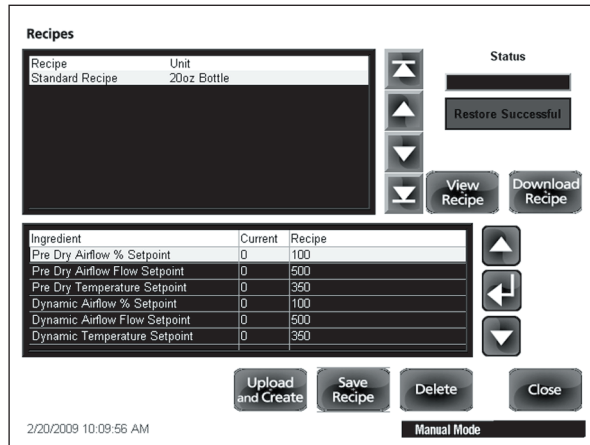 Recipes
Recipe Unit
Standard Recipe 20oz Bottle
Status
Restore Successful
View Recipe
Download Recipe
Ingredient Current Recipe
Pre Dry Airflow % Setpoint 0 100
Pre Dry Airflow Flow Setpoint 0 500
Pre Dry Temperature Setpoint 0 350
Dynamic Airflow % Setpoint 0 100
Dynamic Airflow Flow Setpoint 0 500
Dynamic Temperature Setpoint 0 350
Upload and Create
Save Recipe
Delete
Close
2/20/2009 10:09:56 AM
Manual Mode